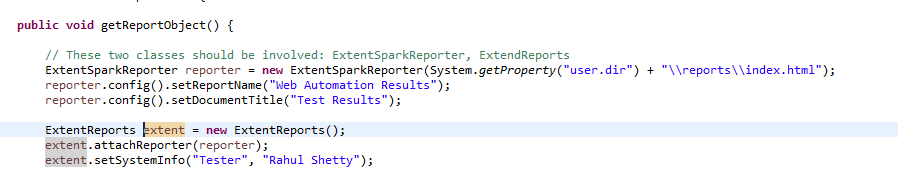 public void getReportObject() {
// These two classes should be involved: ExtentSparkReporter, ExtendReports
ExtentSparkReporter reporter = new ExtentSparkReporter(System.getProperty("user.dir") + "\\reports\\index.html");
reporter.config().setReportName("Web Automation Results");
reporter.config().setDocumentTitle("Test Results");
ExtentReports extent = new ExtentReports();
extent.attachReporter(reporter);
extent.setSystemInfo("Tester", "Rahul Shetty");